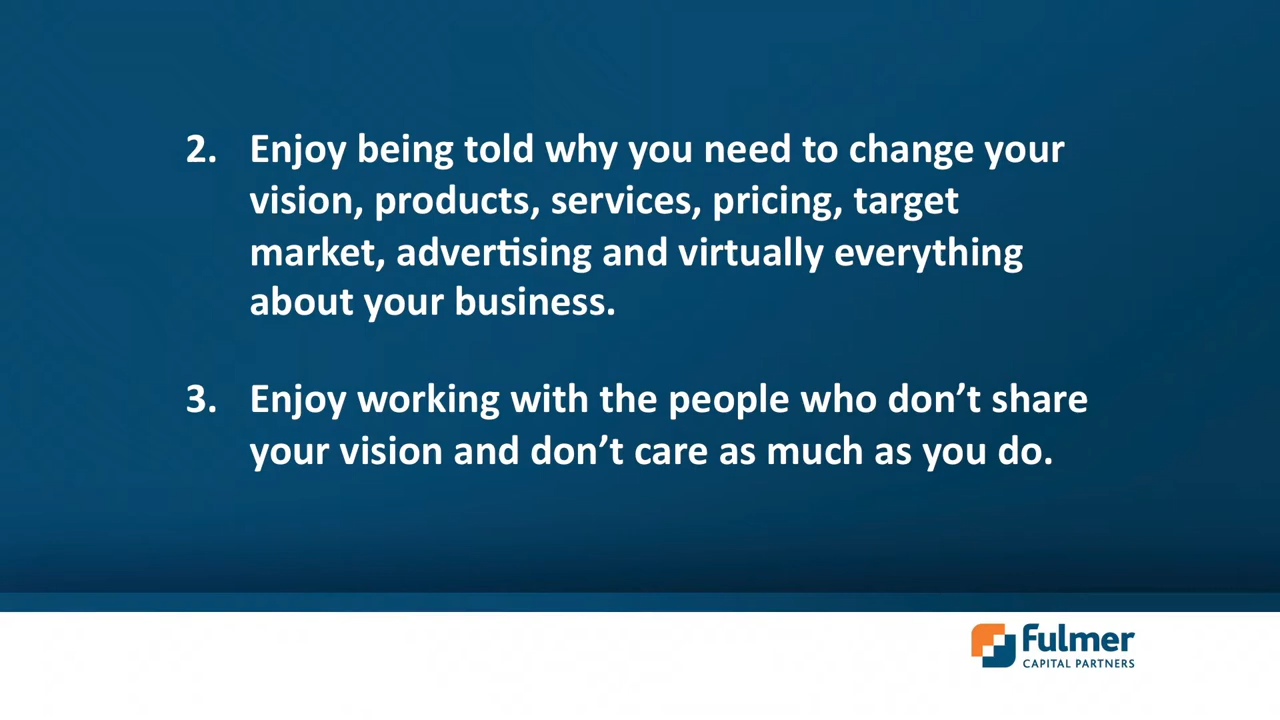 2. Enjoy being told why you need to change your
vision, products, services, pricing, target
market, advertising and virtually everything
about your business.
3. Enjoy working with the people who don’t share
your vision and don’t care as much as you do.
Fulmer
CAPITAL PARTNERS